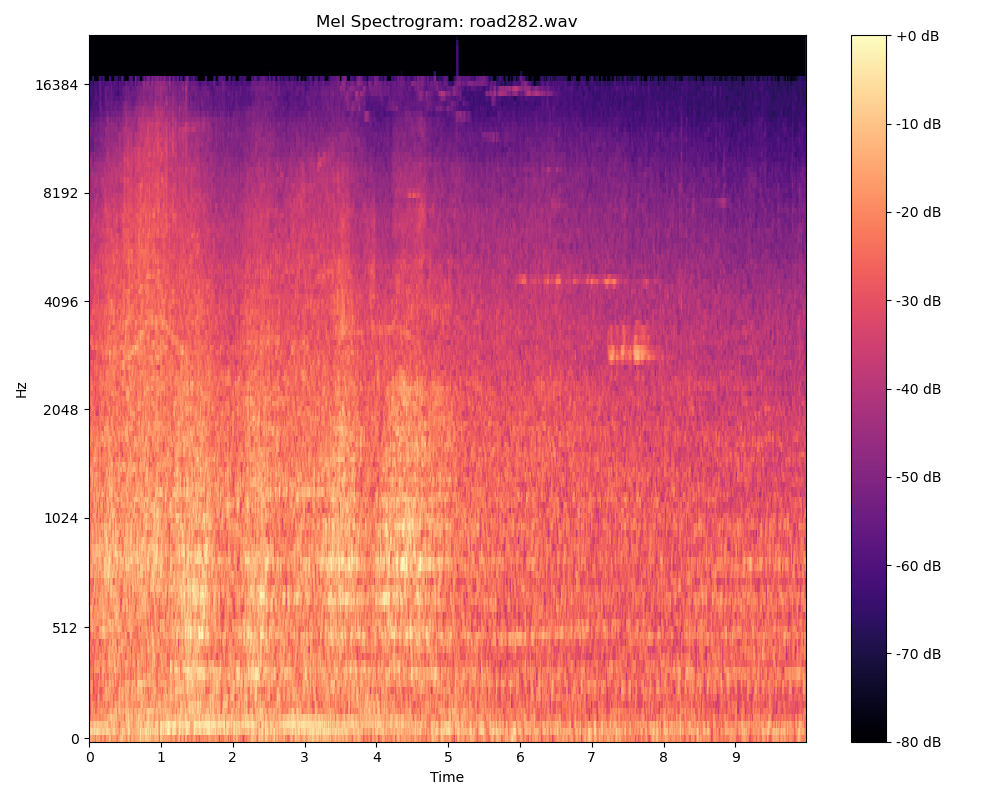 Mel Spectrogram: road282.wav
+0 dB
16384
-10 dB
8192
-20 dB
4096
-30 dB
Hz
2048
-40 dB
1024
-50 dB
512
-60 dB
-70 dB
0
-80 dB
0 1 2 3 4 5 6 7 8 9
Time